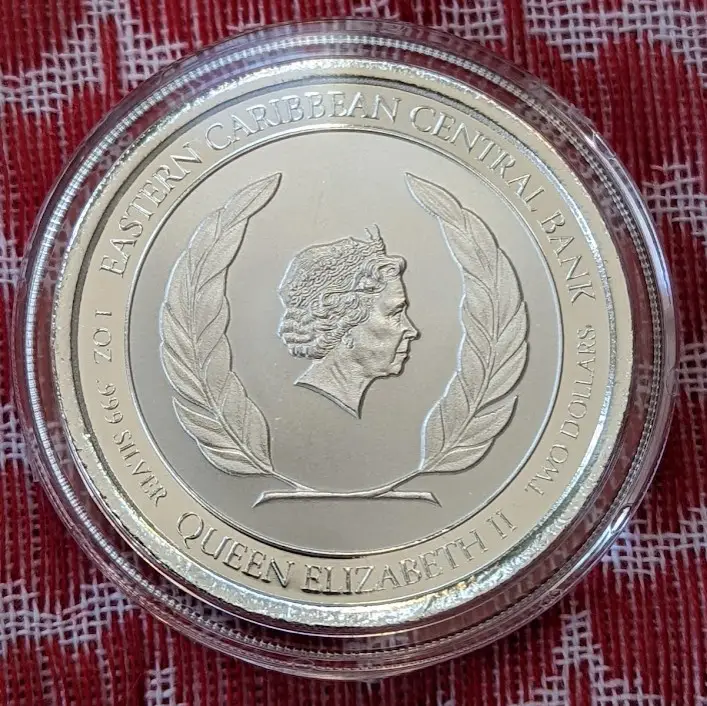 EASTERN CARIBBEAN CENTRAL BANK
1 OZ .999 SILVER
QUEEN ELIZABETH II
TWO DOLLARS